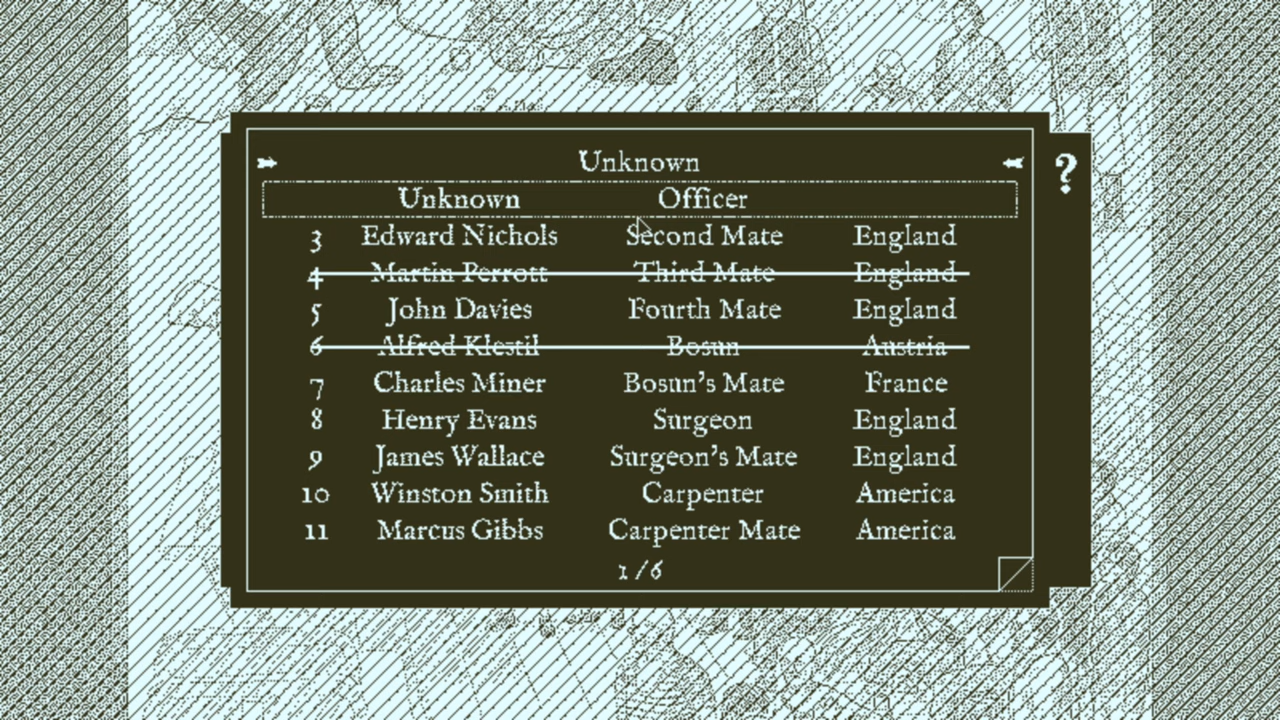 Unknown
?
Unknown Officer
3 Edward Nichols Second Mate England
4 Martin Perrott Third Mate England
5 John Davies Fourth Mate England
6 Alfred Klestil Bosun Austria
7 Charles Miner Bosun's Mate France
8 Henry Evans Surgeon England
9 James Wallace Surgeon's Mate England
10 Winston Smith Carpenter America
11 Marcus Gibbs Carpenter Mate America
1/6